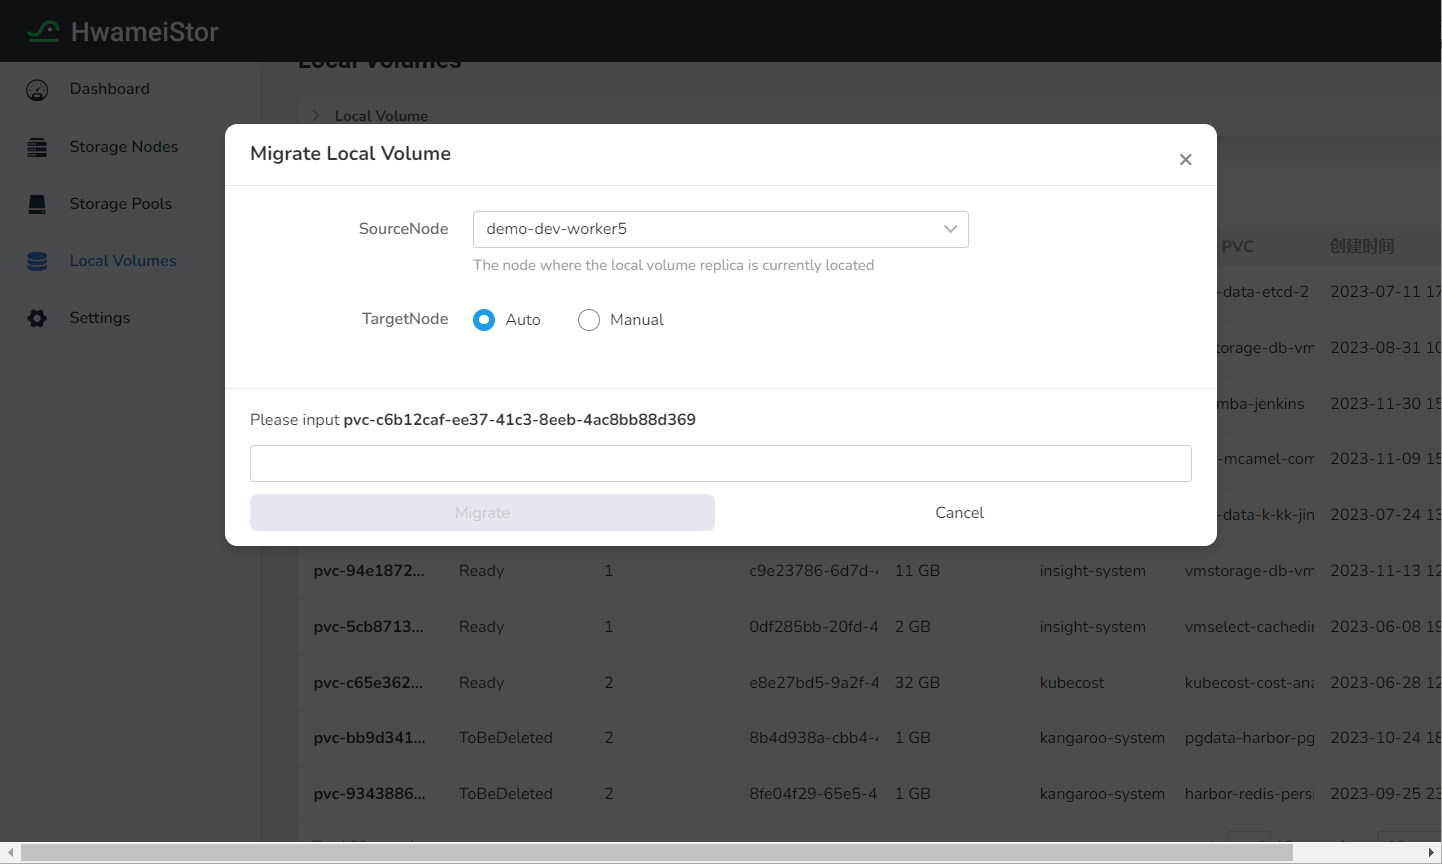 HwameiStor
Local Volumes
Dashboard
Local Volume
Storage Nodes
Storage Pools
Local Volumes
Settings
Migrate Local Volume
SourceNode
demo-dev-worker5
The node where the local volume replica is currently located
TargetNode
Auto
Manual
Please input pvc-c6b12caf-ee37-41c3-8eeb-4ac8bb88d369
Migrate
Cancel
PVC 创建时间
-data-etcd-2 2023-07-11 17
torage-db-vm 2023-08-31 10
mba-jenkins 2023-11-30 15
-mcamel-com 2023-11-09 15
-data-k-kk-jin 2023-07-24 13
pvc-94e1872... Ready 1 c9e23786-6d7d-4 11 GB insight-system vmstorage-db-vm 2023-11-13 12
pvc-5cb8713... Ready 1 0df285bb-20fd-4 2 GB insight-system vmselect-cachedir 2023-06-08 19
pvc-c65e362... Ready 2 e8e27bd5-9a2f-4 32 GB kubecost kubecost-cost-ana 2023-06-28 12
pvc-bb9d341... ToBeDeleted 2 8b4d938a-cbb4-4 1 GB kangaroo-system pgdata-harbor-pg 2023-10-24 18
pvc-9343886... ToBeDeleted 2 8fe04f29-65e5-4 1 GB kangaroo-system harbor-redis-persi 2023-09-25 23